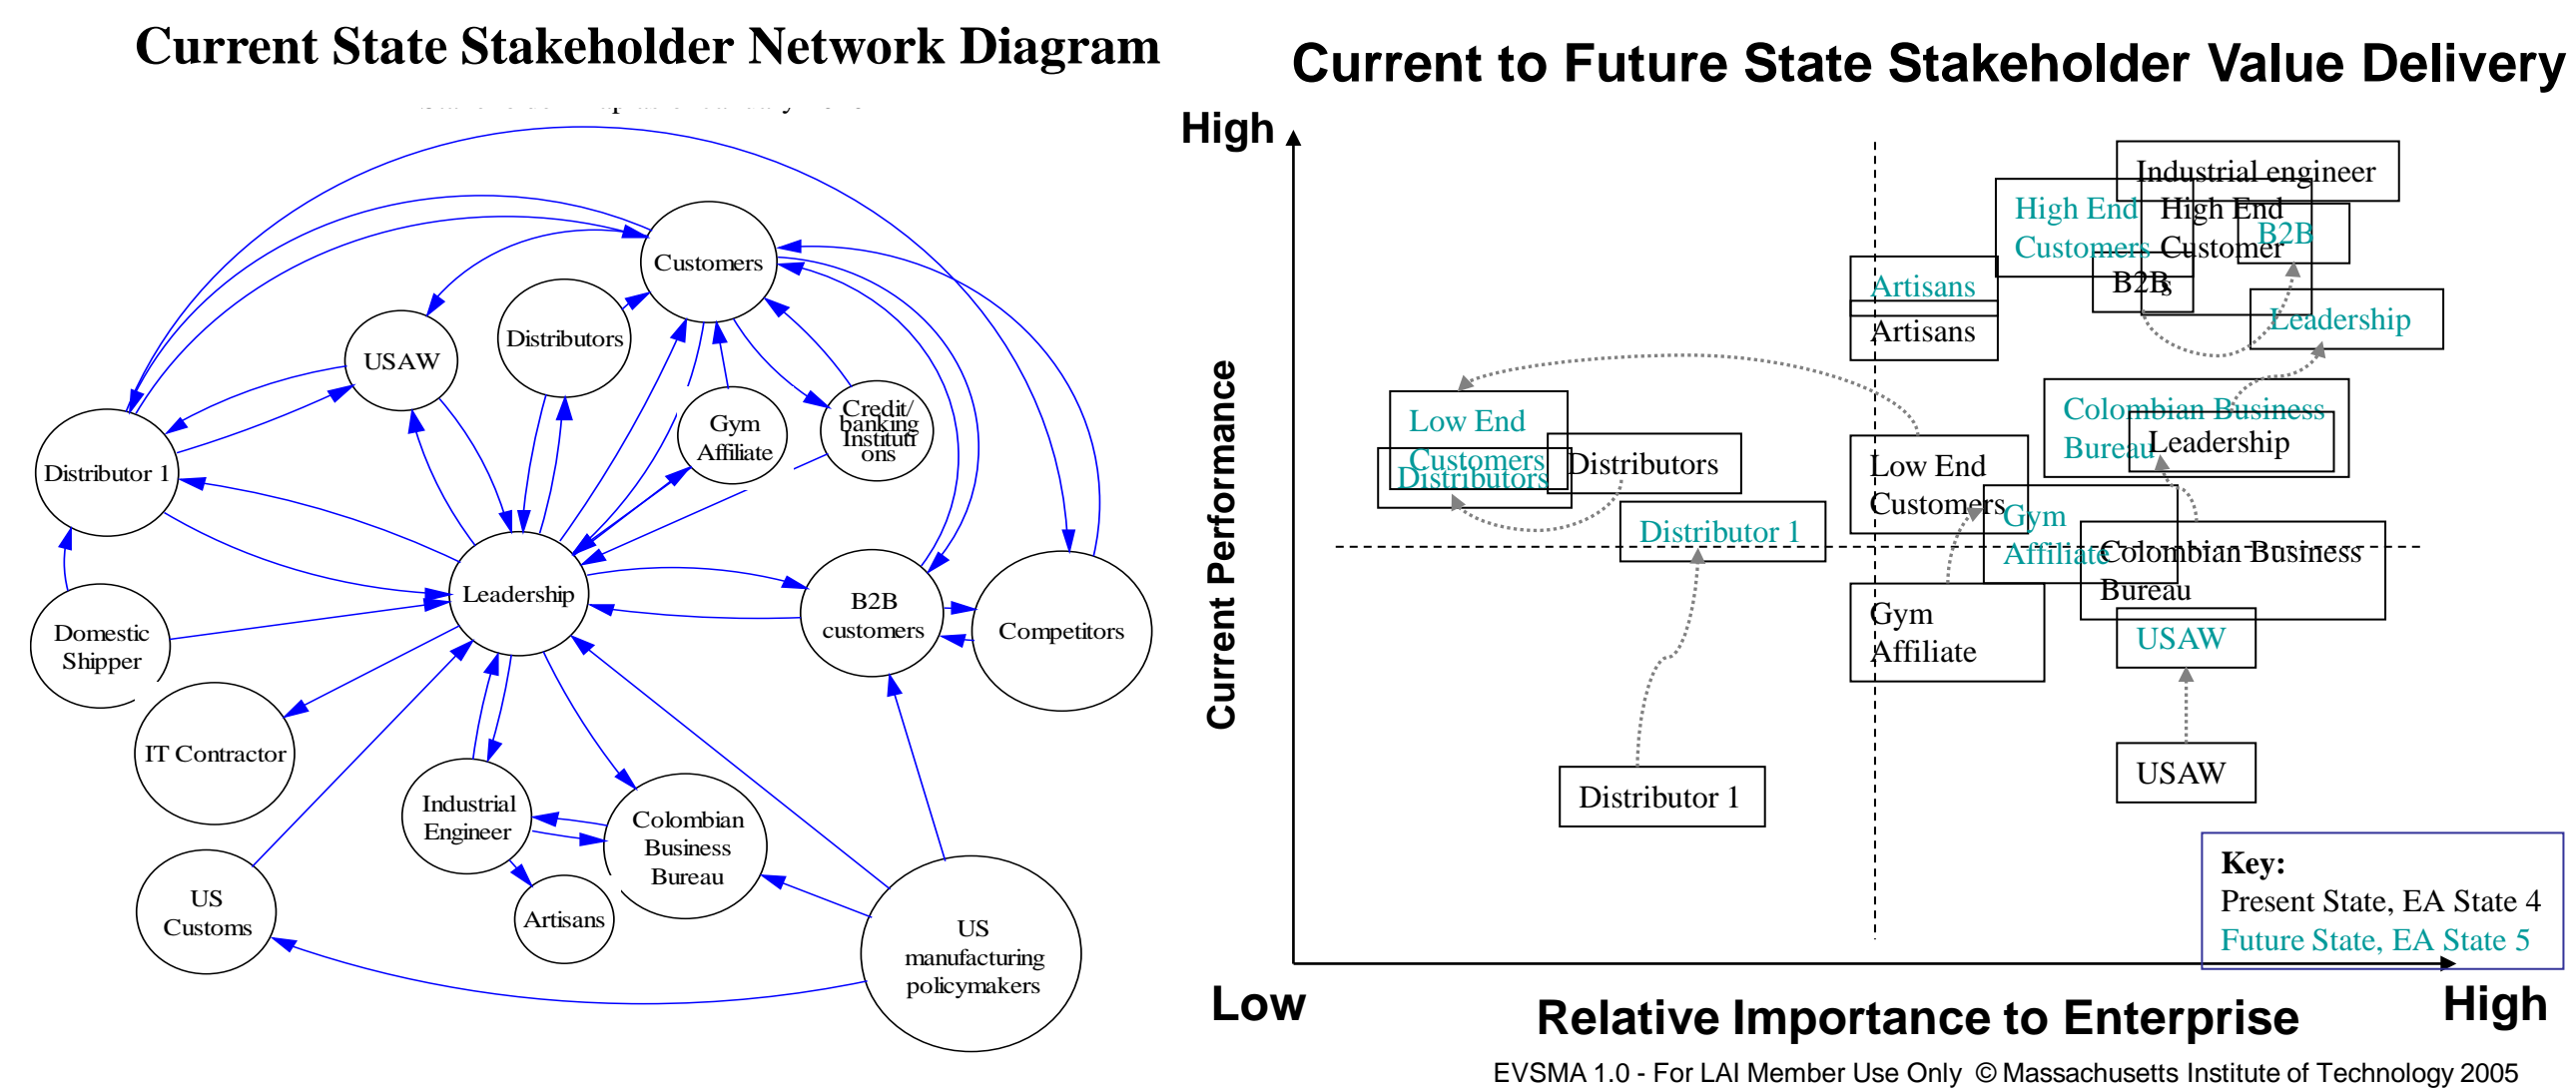 Current State Stakeholder Network Diagram
Customers
Distributors
USAW
Gym
Affiliate
Credit/
banking
Instituti
ons
Distributor 1
Leadership
B2B
customers
Competitors
Domestic
Shipper
IT Contractor
Industrial
Engineer
Colombian
Business
Bureau
Artisans
US
Customs
US
manufacturing
policymakers
Current to Future State Stakeholder Value Delivery
High
Current Performance
Industrial engineer
High End
Customers
High End
Customer
s
B2B
B2Bs
Artisans
Artisans
Leadership
Low End
Customers
Distributors
Distributors
Colombian Business
Bureau
Leadership
Low End
Customers
Distributor 1
Gym
Affiliate
Colombian Business
Bureau
Gym
Affiliate
USAW
USAW
Distributor 1
Key:
Present State, EA State 4
Future State, EA State 5
Low
Relative Importance to Enterprise
High
EVSMA 1.0 - For LAI Member Use Only © Massachusetts Institute of Technology 2005